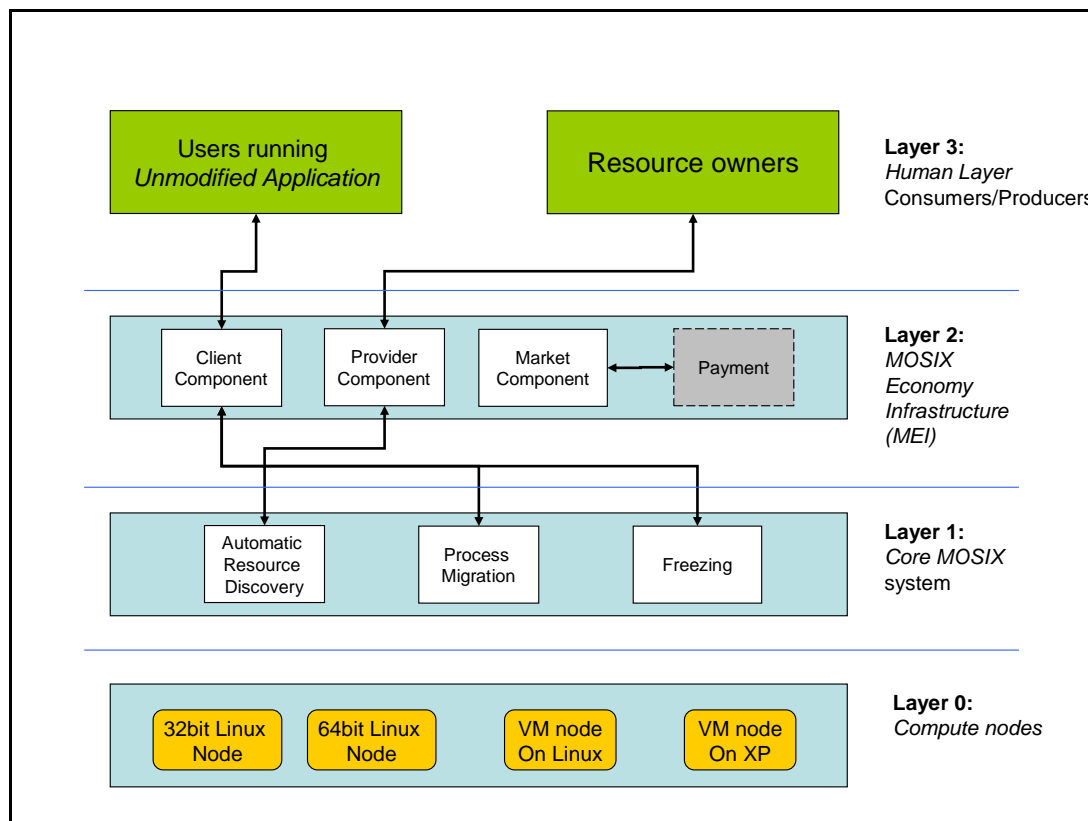 Users running
Unmodified Application
Resource owners
Layer 3:
Human Layer
Consumers/Producers
Client
Component
Provider
Component
Market
Component
Payment
Layer 2:
MOSIX
Economy
Infrastructure
(MEI)
Automatic
Resource
Discovery
Process
Migration
Freezing
Layer 1:
Core MOSIX
system
32bit Linux
Node
64bit Linux
Node
VM node
On Linux
VM node
On XP
Layer 0:
Compute nodes